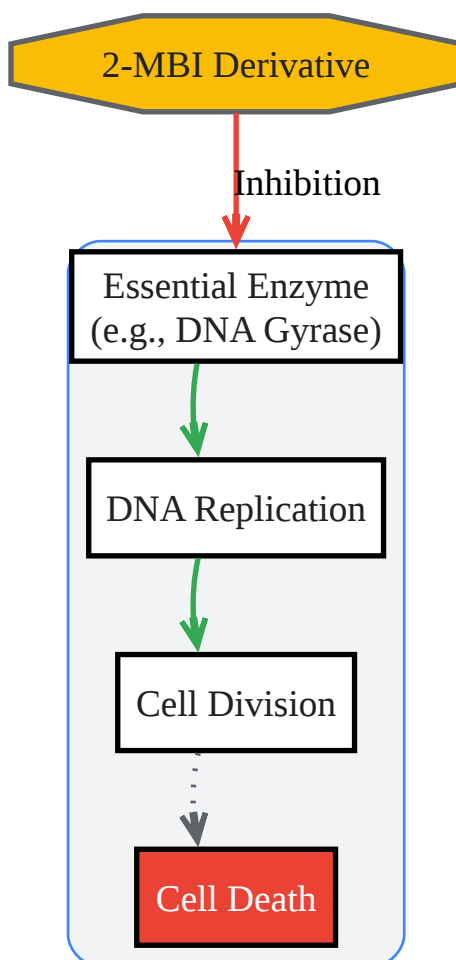 2-MBI Derivative
Inhibition
Essential Enzyme
(e.g., DNA Gyrase)
DNA Replication
Cell Division
Cell Death